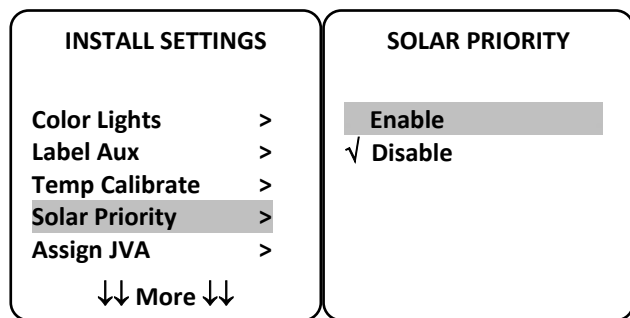 INSTALL SETTINGS
Color Lights >
Label Aux >
Temp Calibrate >
Solar Priority >
Assign JVA >
↓↓ More ↓↓
SOLAR PRIORITY
Enable
√ Disable